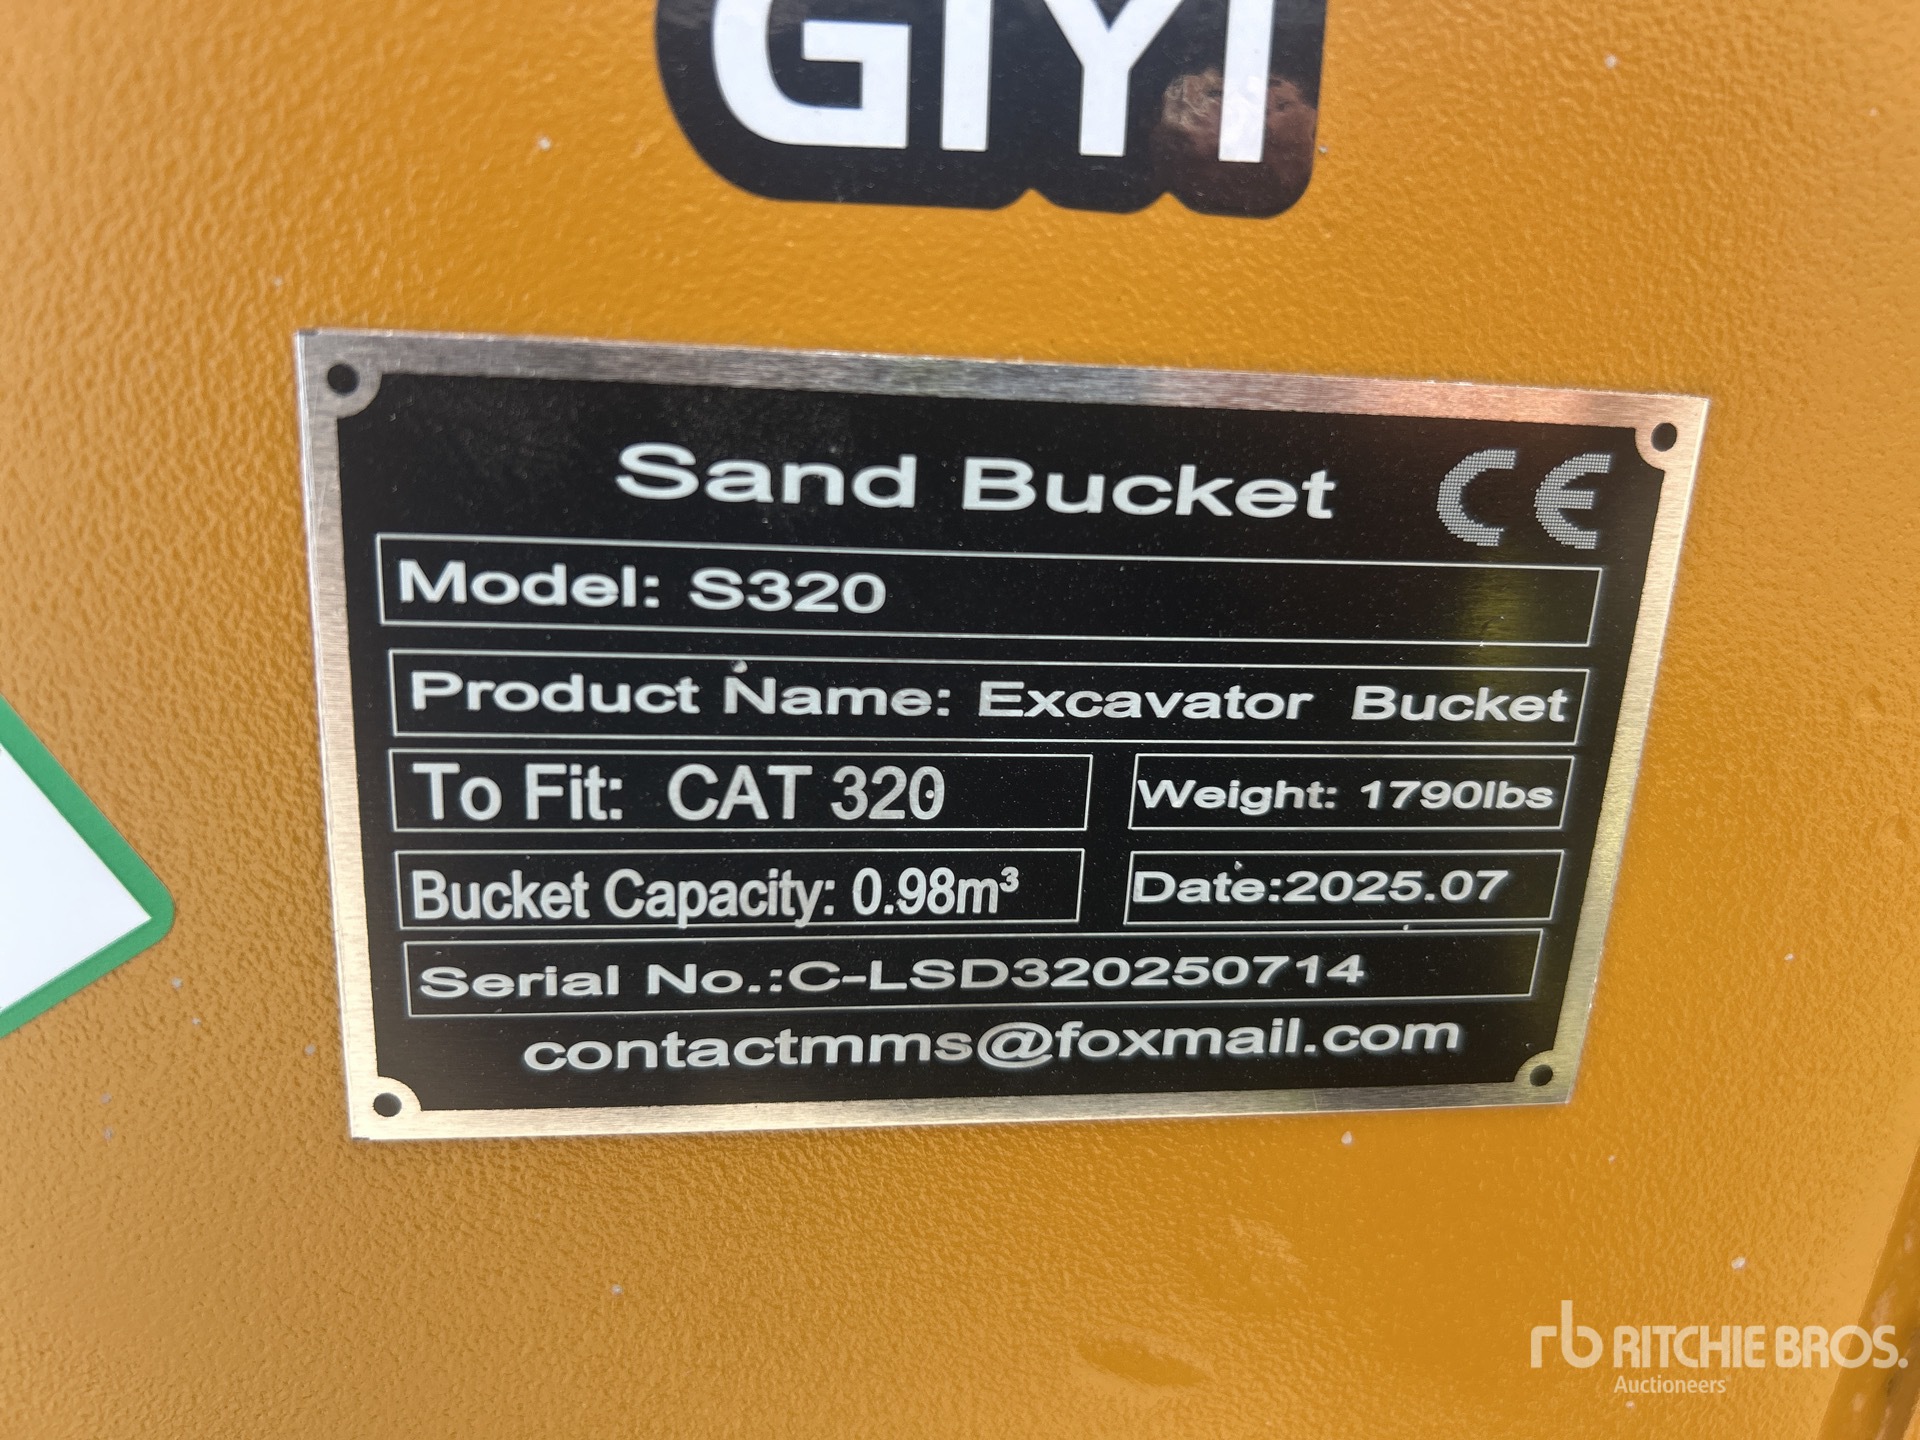 GIYI
Sand Bucket CE
Model: S320
Product Name: Excavator Bucket
To Fit: CAT 320
Weight: 1790lbs
Bucket Capacity: 0.98m³
Date:2025.07
Serial No.:C-LSD320250714
contactmms@foxmail.com
rb RITCHIE BROS.
Auctioneers